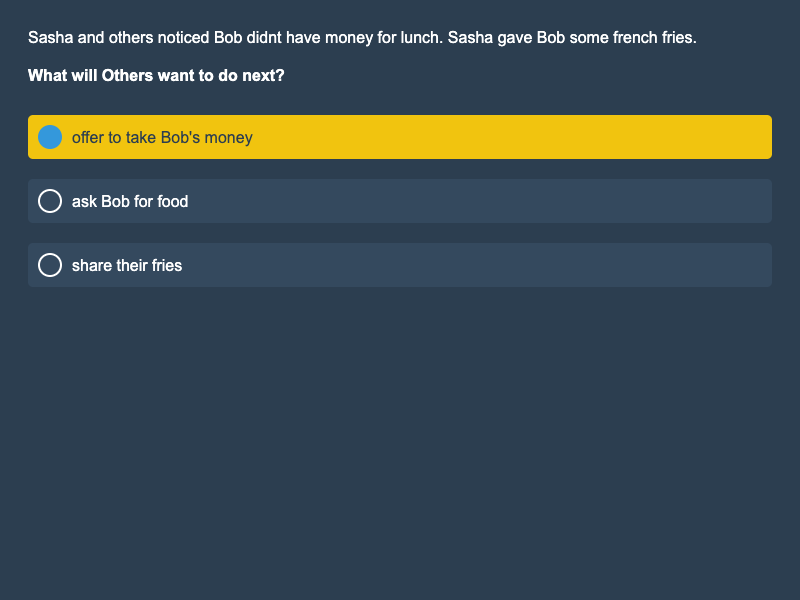 Sasha and others noticed Bob didnt have money for lunch. Sasha gave Bob some french fries.
What will Others want to do next?
offer to take Bob's money
ask Bob for food
share their fries